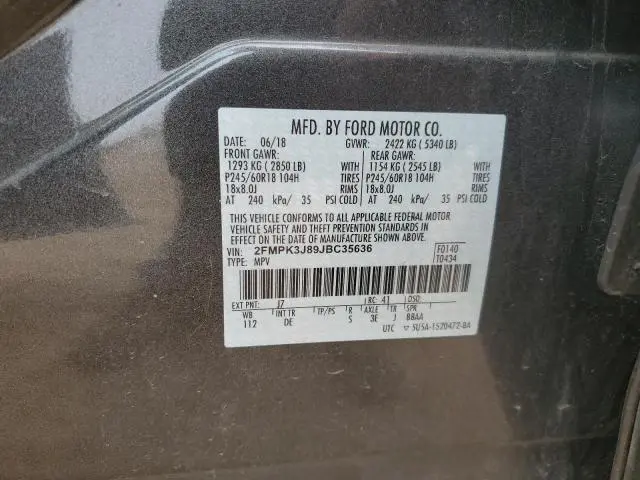 MFD. BY FORD MOTOR CO.
DATE: 06/18 GVWR: 2422 KG ( 5340 LB)
FRONT GAWR: REAR GAWR:
1293 KG ( 2850 LB) WITH 1154 KG ( 2545 LB) WITH
P245/60R18 104H TIRES P245/60R18 104H TIRES
18x8.0J RIMS 18x8.0J RIMS
AT 240 kPa/ 35 PSI COLD AT 240 kPa/ 35 PSI COLD
THIS VEHICLE CONFORMS TO ALL APPLICABLE FEDERAL MOTOR
VEHICLE SAFETY AND THEFT PREVENTION STANDARDS
IN EFFECT ON THE DATE OF MANUFACTURE SHOWN ABOVE.
VIN: 2FMPK3J89JBC35636 F0140
TYPE: MPV T0434
EXT PNT: J7 RC: 41 DSO:
WB INT TR TP/PS R AXLE TR SPR
112 DE S 3E J BBAA
UTC ▽ 5U5A-1520472-BA